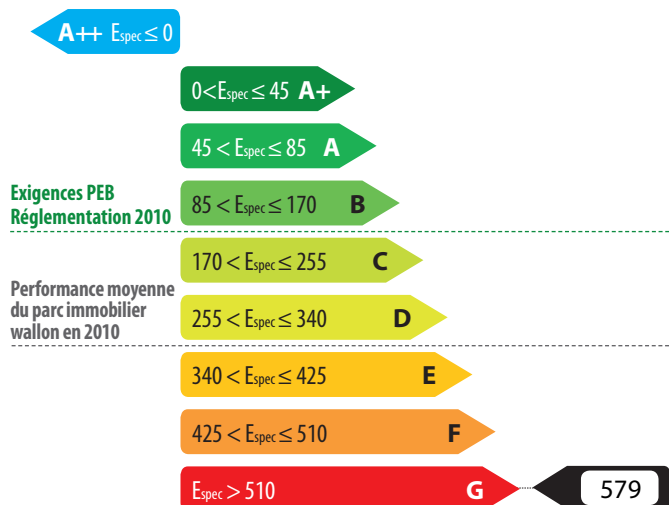 A++ Espec ≤ 0
0<Espec ≤ 45 A+
45 < Espec ≤ 85 A
Exigences PEB
Réglementation 2010
85 < Espec ≤ 170 B
170 < Espec ≤ 255 C
Performance moyenne
du parc immobilier
wallon en 2010
255 < Espec ≤ 340 D
340 < Espec ≤ 425 E
425 < Espec ≤ 510 F
Espec > 510 G 579